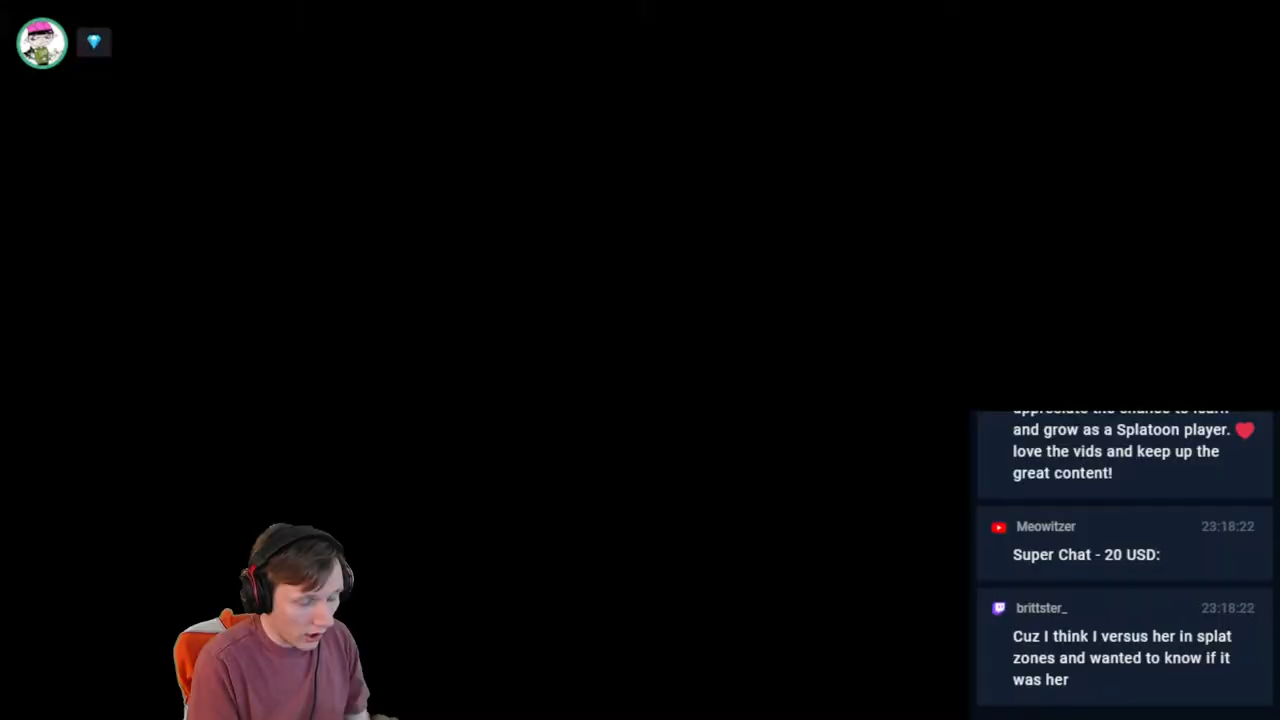 and grow as a Splatoon player. ❤️
love the vids and keep up the
great content!
Meowitzer 23:18:22
Super Chat - 20 USD:
brittster_ 23:18:22
Cuz I think I versus her in splat
zones and wanted to know if it
was her